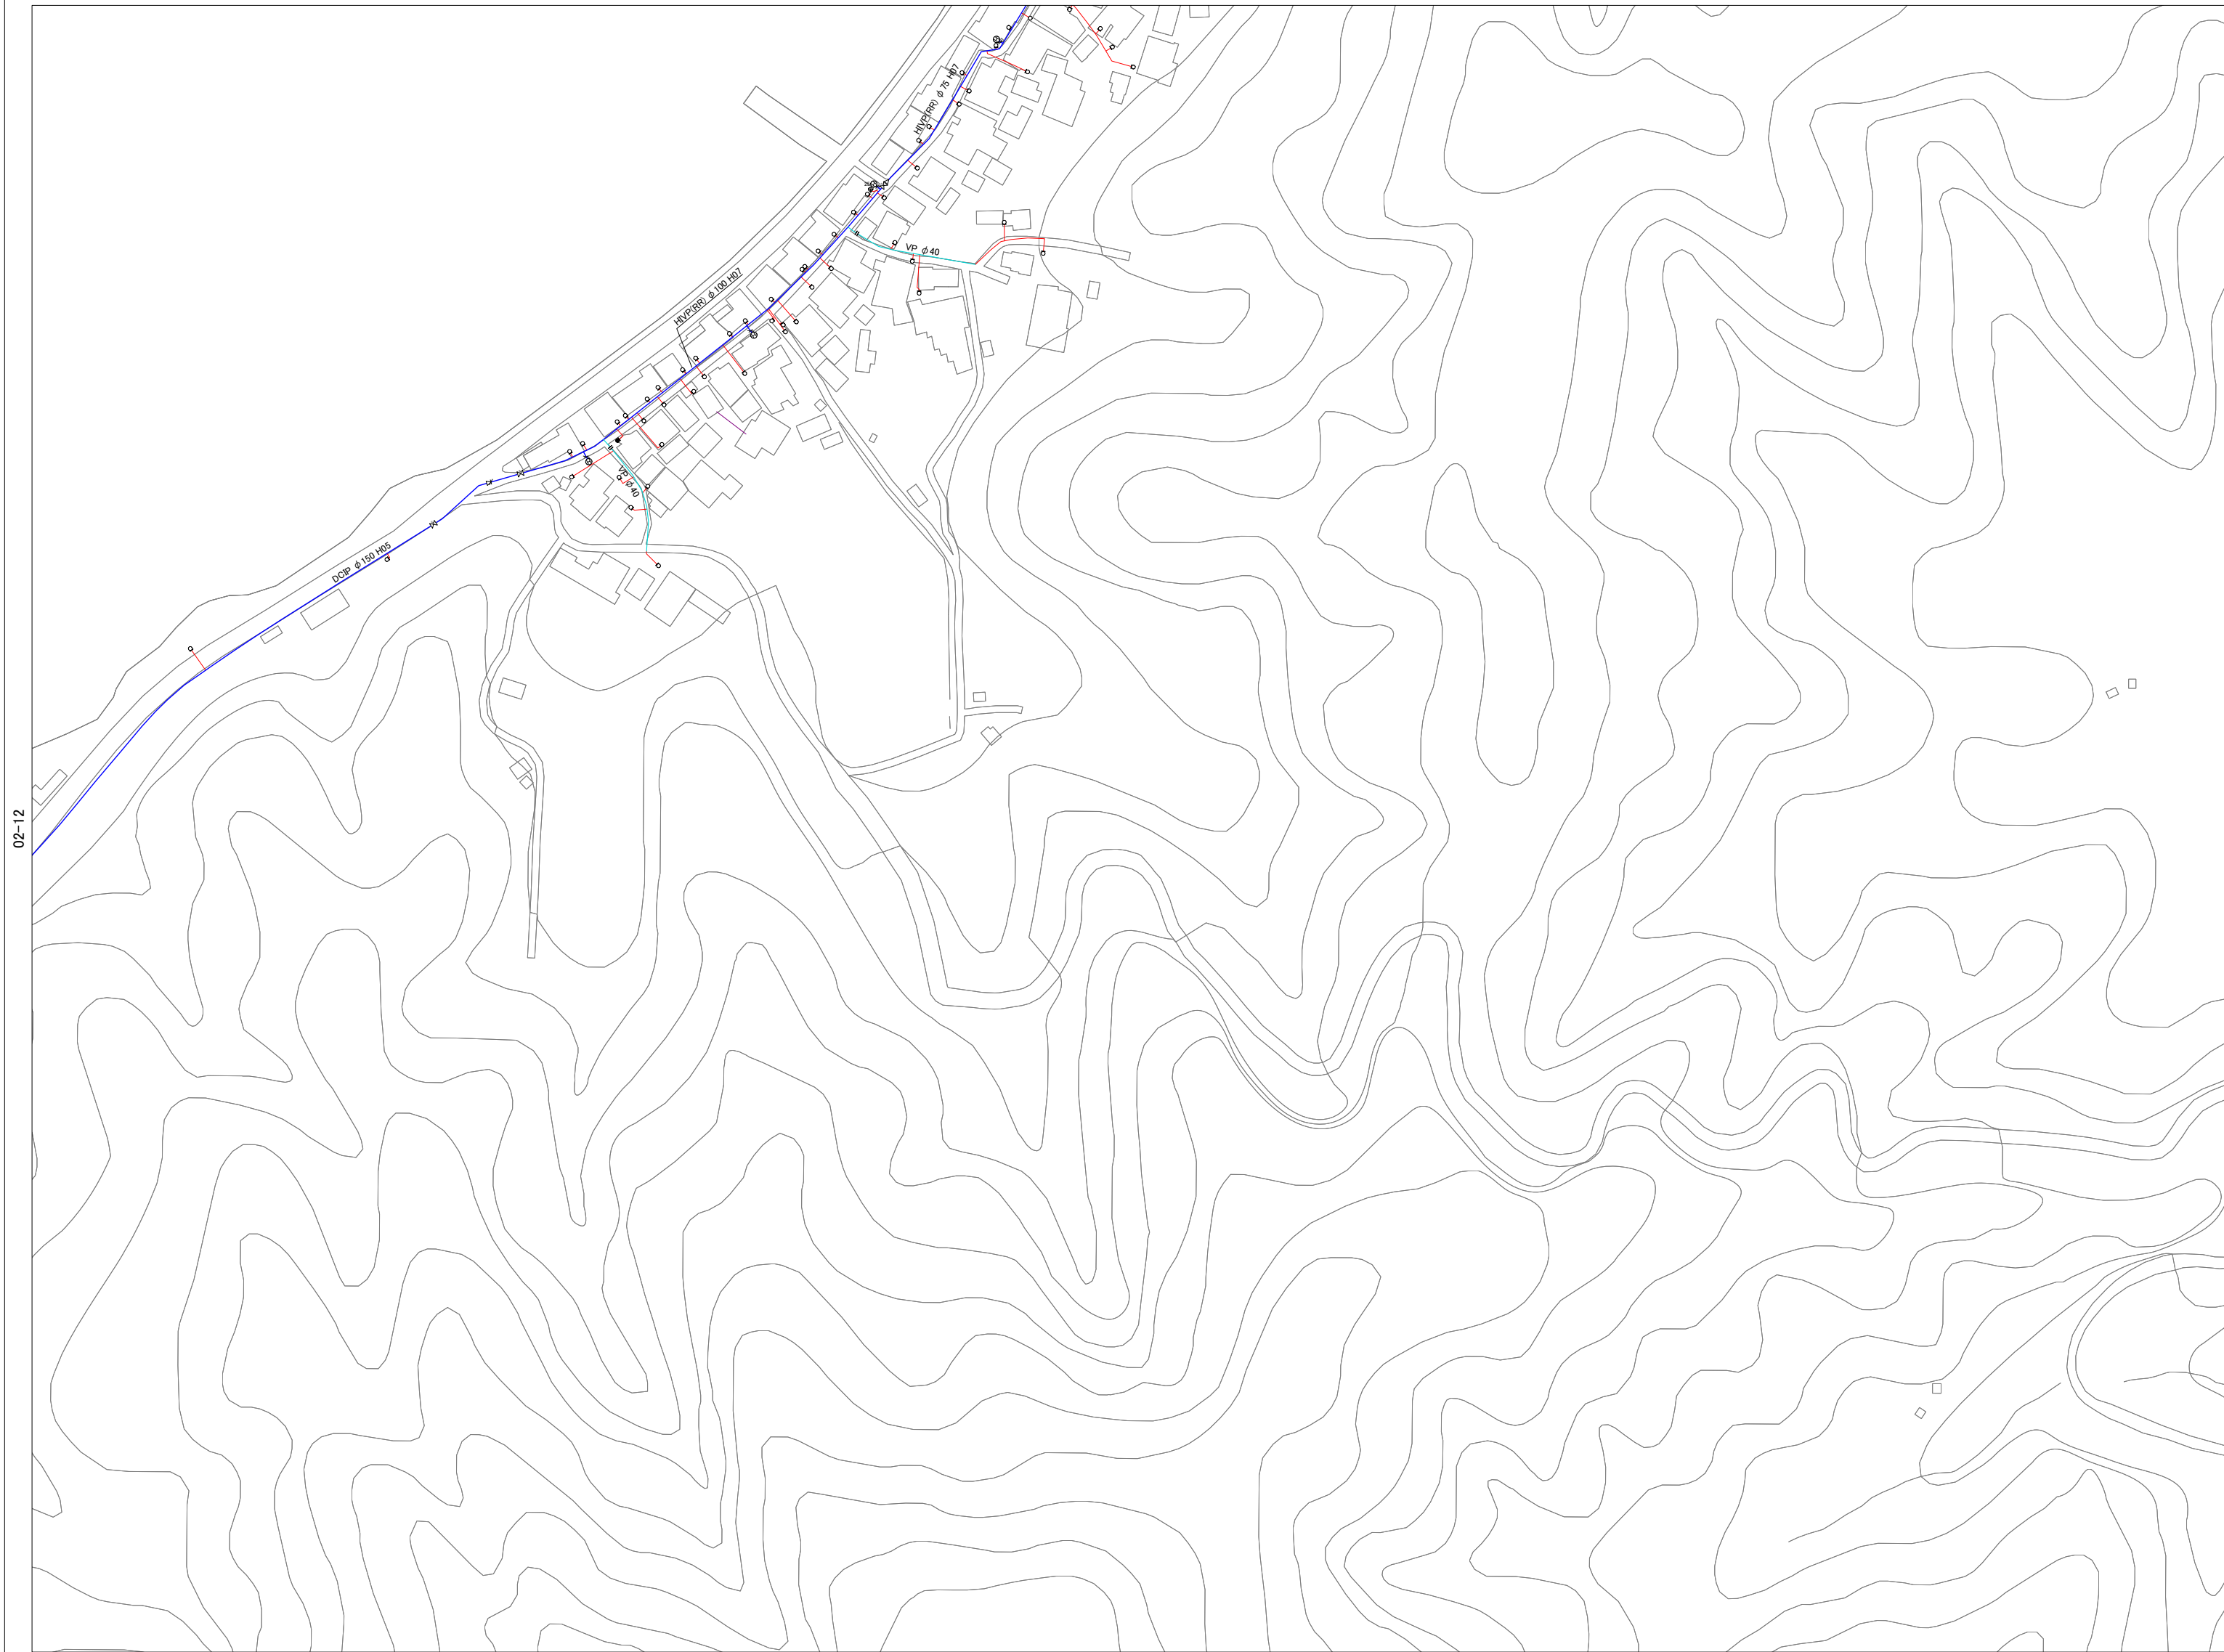 HIVP(RR) φ75 H07
VP φ40
HIVP(RR) φ100 H07
VP φ40
DCIP φ150 H05
02-12